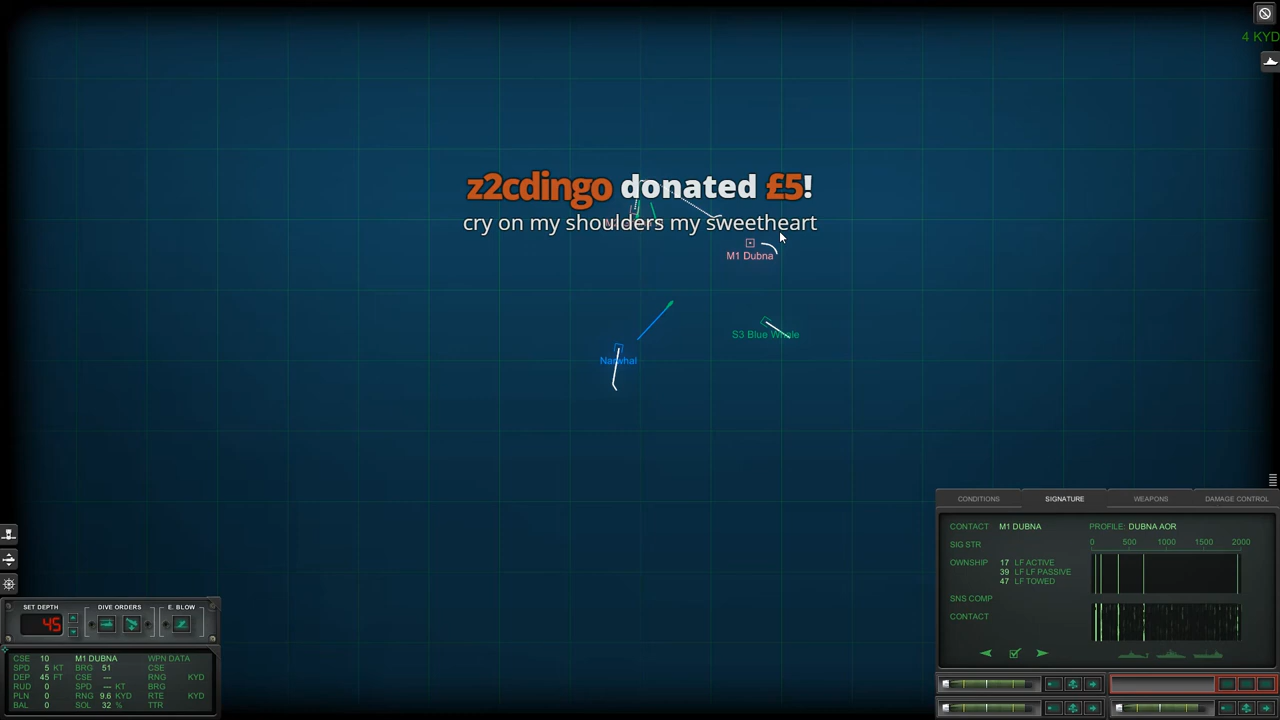 4 KYD
z2cdingo donated £5!
cry on my shoulders my sweetheart
M1 Dubna
S3 Blue Whale
Narwhal
CONDITIONS SIGNATURE WEAPONS DAMAGE CONTROL
CONTACT M1 DUBNA PROFILE: DUBNA AOR
SIG STR 0 500 1000 1500 2000
OWNSHIP 17 LF ACTIVE
39 LF LF PASSIVE
47 LF TOWED
SNS COMP
CONTACT
SET DEPTH DIVE ORDERS E. BLOW
45
CSE 10 M1 DUBNA WPN DATA
SPD 5 KT BRG 51 CSE
DEP 45 FT CSE --- RNG KYD
RUD 0 SPD --- KT BRG
PLN 0 RNG 9.6 KYD RTE KYD
BAL 0 SOL 32 % TTR